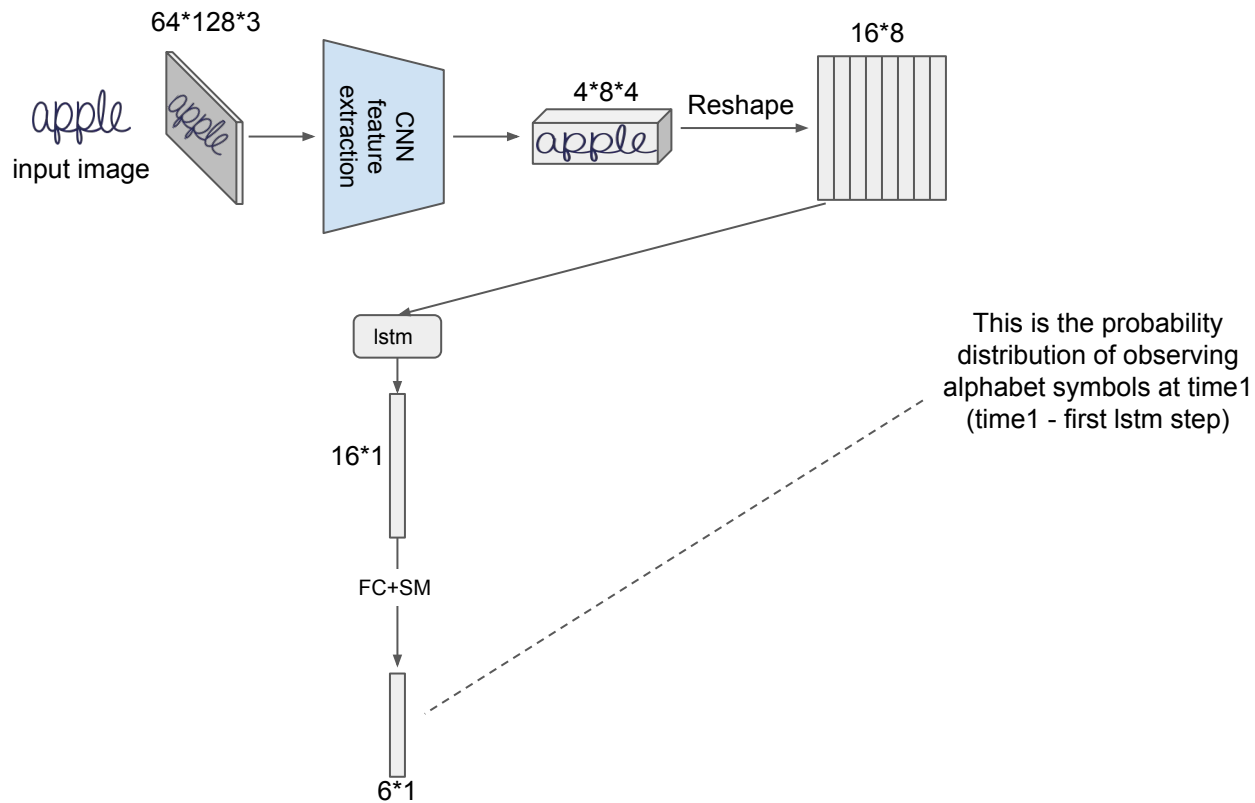 64*128*3
16*8
apple
apple
CNN
feature
extraction
4*8*4
apple
Reshape
input image
lstm
This is the probability
distribution of observing
alphabet symbols at time1
(time1 - first lstm step)
16*1
FC+SM
6*1